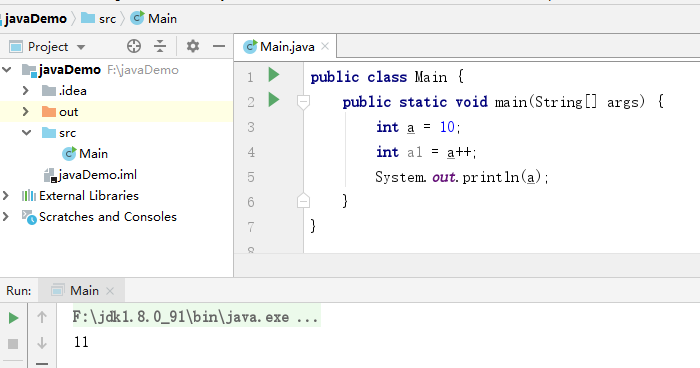 javaDemo src Main
Project
javaDemo F:\javaDemo
.idea
out
src
Main
javaDemo.iml
External Libraries
Scratches and Consoles
Main.java
1 public class Main {
2 public static void main(String[] args) {
3 int a = 10;
4 int a1 = a++;
5 System.out.println(a);
6 }
7 }
8
Run: Main
F:\jdk1.8.0_91\bin\java.exe ...
11